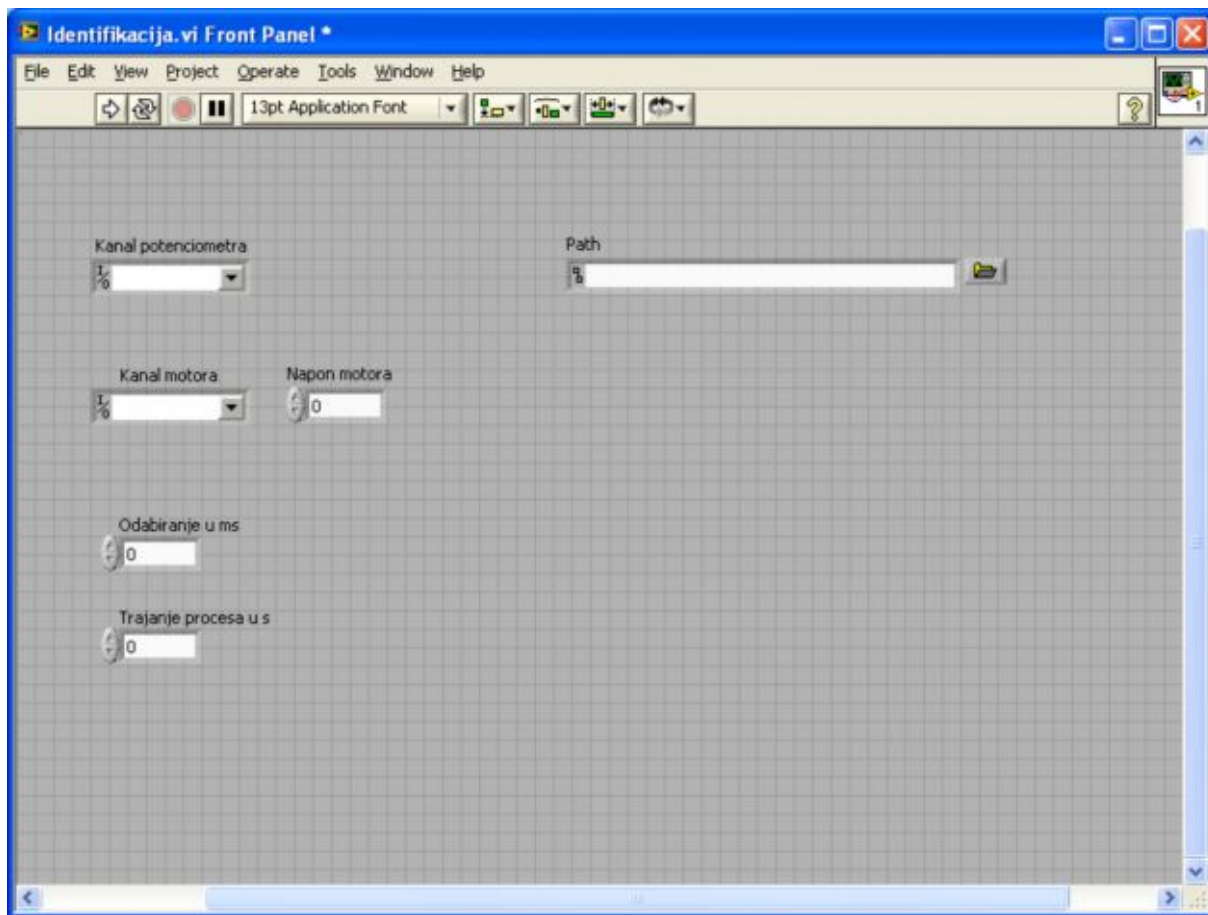 Identifikacija.vi Front Panel *
File Edit View Project Operate Tools Window Help
13pt Application Font
1
Kanal potenciometra
Path
Kanal motora
Napon motora
0
Odabiranje u ms
0
Trajanje procesa u s
0